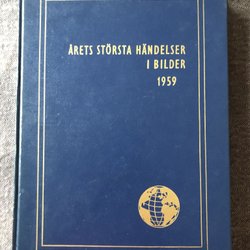 ÅRETS STÖRSTA HÄNDELSER
I BILDER
1959